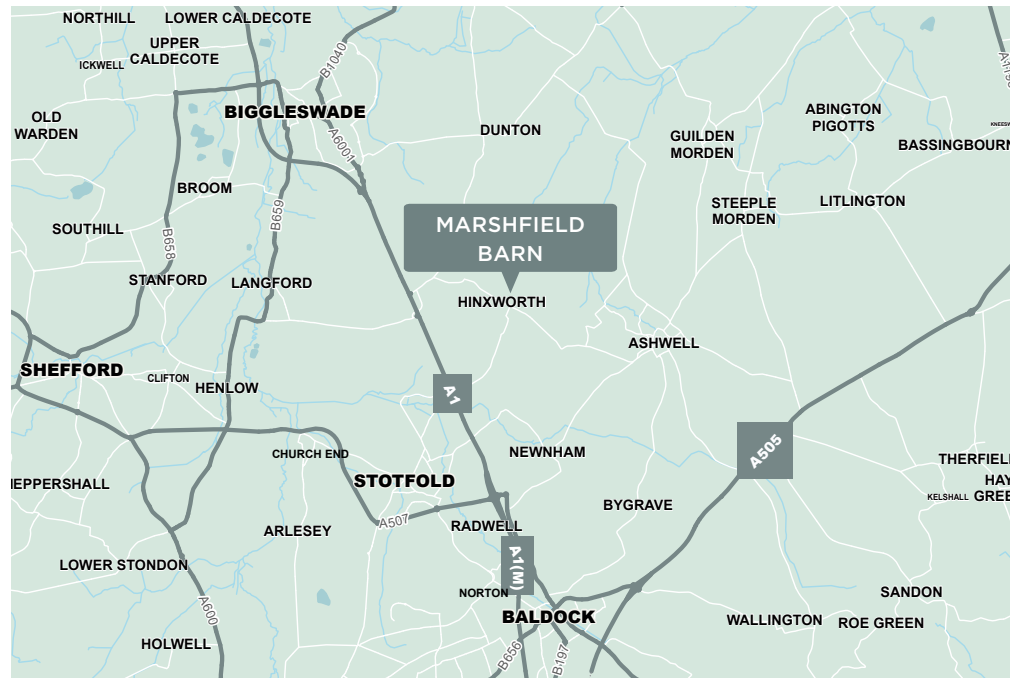 NORTHILL
LOWER CALDECOTE
UPPER
CALDECOTE
ICKWELL
B1040
OLD
WARDEN
BIGGLESWADE
A6001
DUNTON
GUILDEN
MORDEN
ABINGTON
PIGOTTS
BASSINGBOURN
BROOM
B659
STEEPLE
MORDEN
LITLINGTON
SOUTHILL
B658
MARSHFIELD
BARN
STANFORD
LANGFORD
HINXWORTH
ASHWELL
SHEFFORD
CLIFTON
HENLOW
A1
A505
CHURCH END
NEWNHAM
STOTFOLD
THERFIEL
HAY
GREE
KELSHALL
EPPERSHALL
BYGRAVE
A507
RADWELL
ARLESEY
A1(M)
LOWER STONDON
NORTON
A600
BALDOCK
SANDON
WALLINGTON
ROE GREEN
HOLWELL
B656
B197